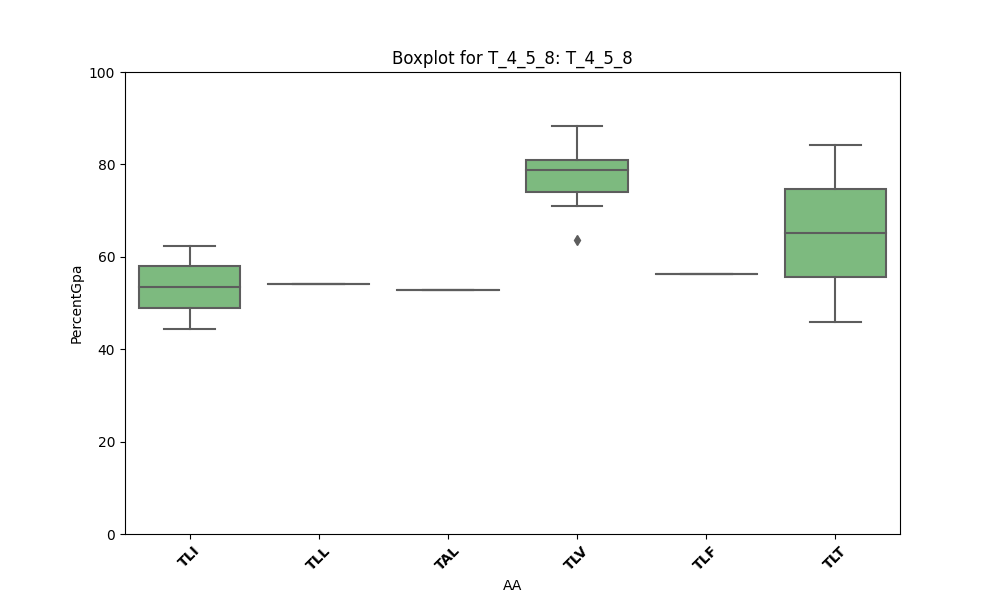 Boxplot for T_4_5_8: T_4_5_8
100
80
60
40
20
0
PercentGpa
TLI
TLL
TAL
TLV
TLF
TLT
AA